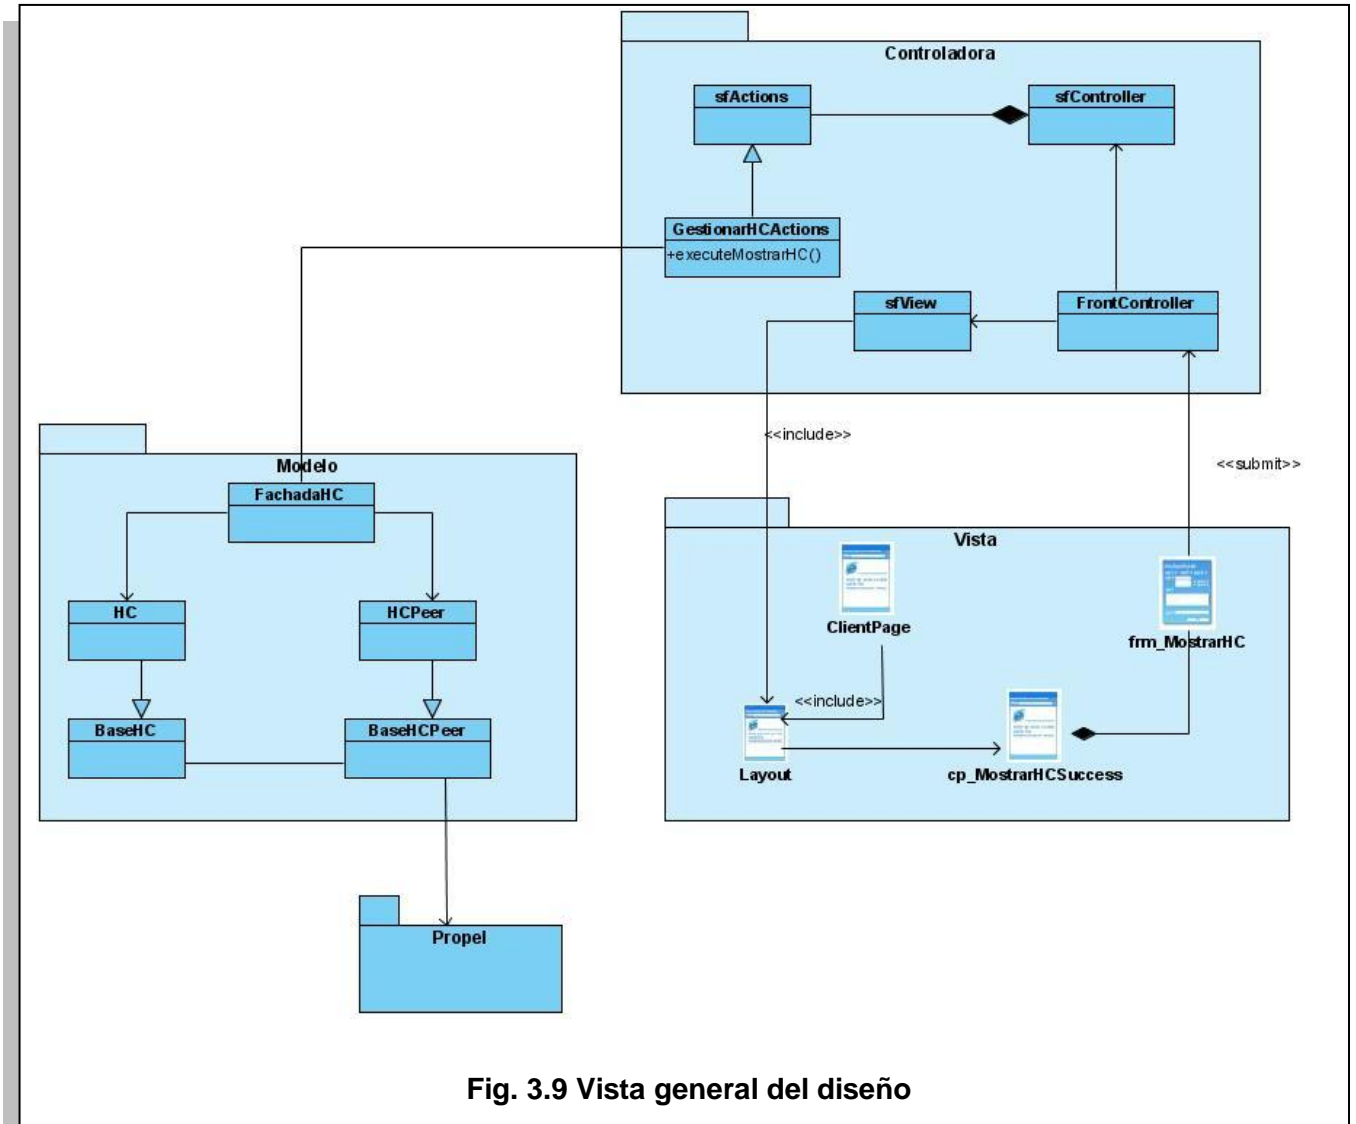 Controladora
sfActions
sfController
GestionarHCActions
+executeMostrarHC()
sfView
FrontController
<<include>>
<<submit>>
Modelo
FachadaHC
HC
HCPeer
BaseHC
BaseHCPeer
Vista
ClientPage
frm_MostrarHC
<<include>>
Layout
cp_MostrarHCSuccess
Propel
Fig. 3.9 Vista general del diseño